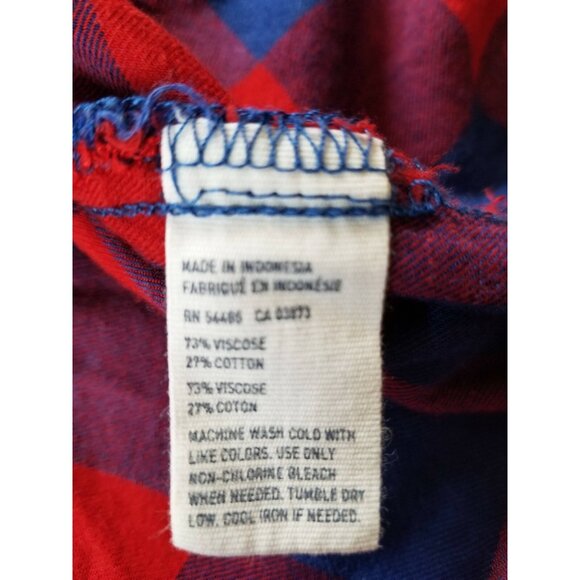 MADE IN INDONESIA
FABRIQUÉ EN INDONÉSIE
RN 54485 CA 03873
73% VISCOSE
27% COTTON
73% VISCOSE
27% COTON
MACHINE WASH COLD WITH
LIKE COLORS. USE ONLY
NON-CHLORINE BLEACH
WHEN NEEDED. TUMBLE DRY
LOW. COOL IRON IF NEEDED.